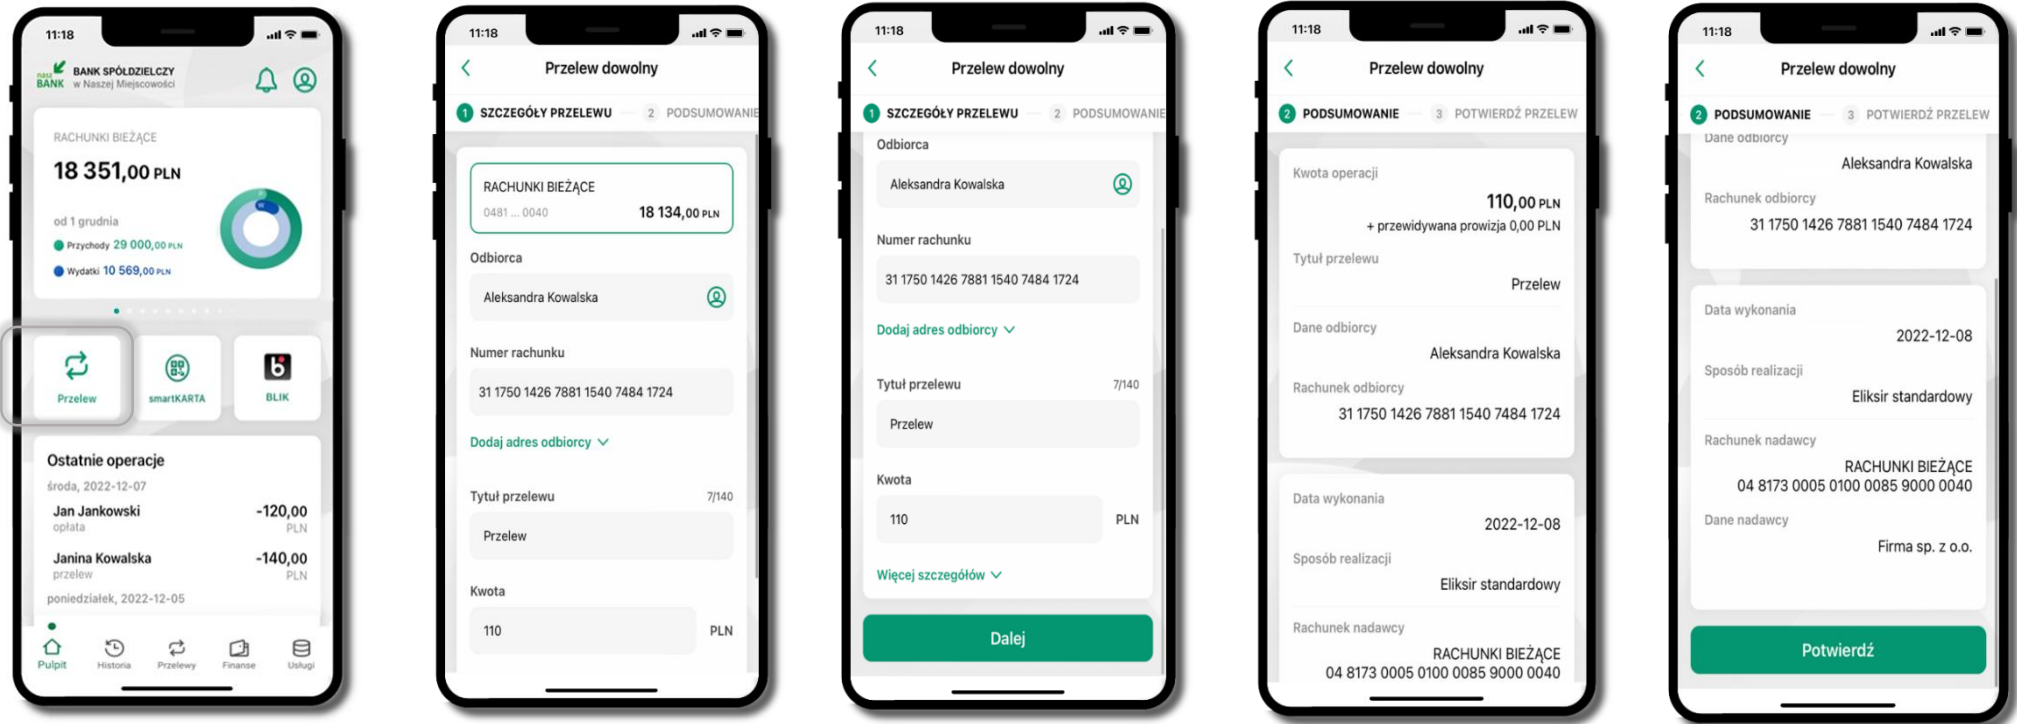 11:18
nasz BANK
BANK SPÓŁDZIELCZY
w Naszej Miejscowości
RACHUNKI BIEŻĄCE
18 351,00 PLN
od 1 grudnia
Przychody 29 000,00 PLN
Wydatki 10 569,00 PLN
Przelew
smartKARTA
BLIK
Ostatnie operacje
środa, 2022-12-07
Jan Jankowski -120,00
opłata PLN
Janina Kowalska -140,00
przelew PLN
poniedziałek, 2022-12-05
Pulpit Historia Przelewy Finanse Usługi
11:18
Przelew dowolny
1 SZCZEGÓŁY PRZELEWU 2 PODSUMOWANIE
RACHUNKI BIEŻĄCE
0481 ... 0040 18 134,00 PLN
Odbiorca
Aleksandra Kowalska
Numer rachunku
31 1750 1426 7881 1540 7484 1724
Dodaj adres odbiorcy
Tytuł przelewu 7/140
Przelew
Kwota
110 PLN
11:18
Przelew dowolny
1 SZCZEGÓŁY PRZELEWU 2 PODSUMOWANIE
Odbiorca
Aleksandra Kowalska
Numer rachunku
31 1750 1426 7881 1540 7484 1724
Dodaj adres odbiorcy
Tytuł przelewu 7/140
Przelew
Kwota
110 PLN
Więcej szczegółów
Dalej
11:18
Przelew dowolny
2 PODSUMOWANIE 3 POTWIERDŹ PRZELEW
Kwota operacji
110,00 PLN
+ przewidywana prowizja 0,00 PLN
Tytuł przelewu
Przelew
Dane odbiorcy
Aleksandra Kowalska
Rachunek odbiorcy
31 1750 1426 7881 1540 7484 1724
Data wykonania
2022-12-08
Sposób realizacji
Eliksir standardowy
Rachunek nadawcy
RACHUNKI BIEŻĄCE
04 8173 0005 0100 0085 9000 0040
11:18
Przelew dowolny
2 PODSUMOWANIE 3 POTWIERDŹ PRZELEW
Dane odbiorcy
Aleksandra Kowalska
Rachunek odbiorcy
31 1750 1426 7881 1540 7484 1724
Data wykonania
2022-12-08
Sposób realizacji
Eliksir standardowy
Rachunek nadawcy
RACHUNKI BIEŻĄCE
04 8173 0005 0100 0085 9000 0040
Dane nadawcy
Firma sp. z o.o.
Potwierdź